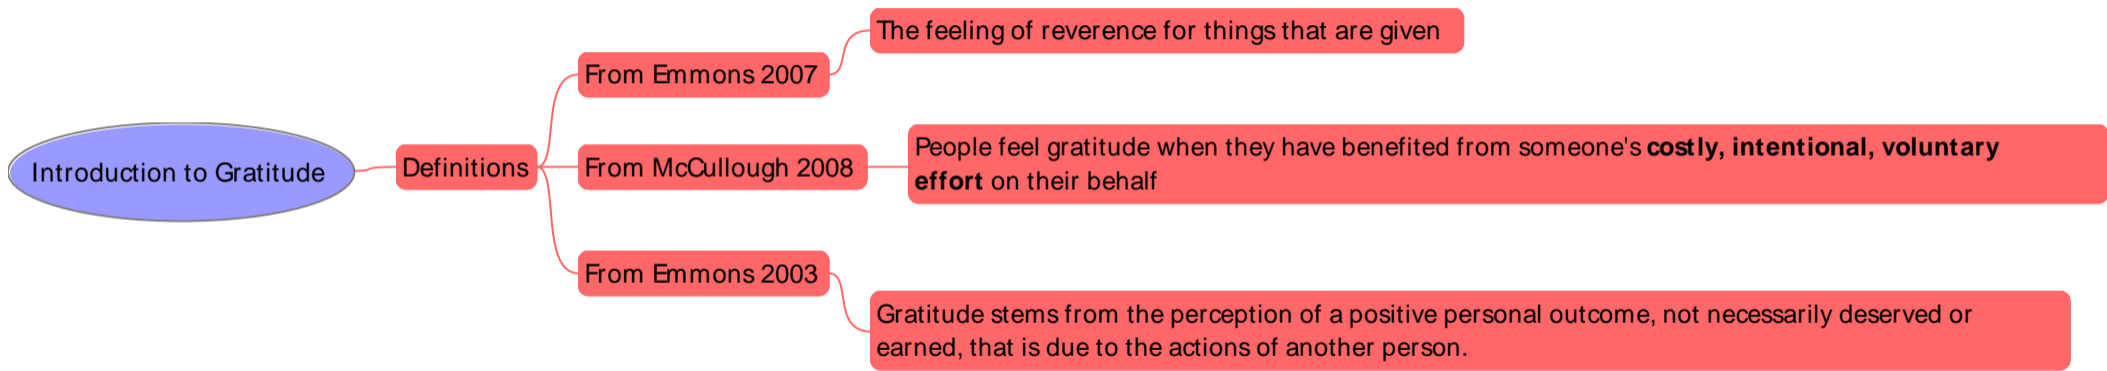 Introduction to Gratitude
Definitions
From Emmons 2007
The feeling of reverence for things that are given
From McCullough 2008
People feel gratitude when they have benefited from someone's costly, intentional, voluntary
effort on their behalf
From Emmons 2003
Gratitude stems from the perception of a positive personal outcome, not necessarily deserved or
earned, that is due to the actions of another person.